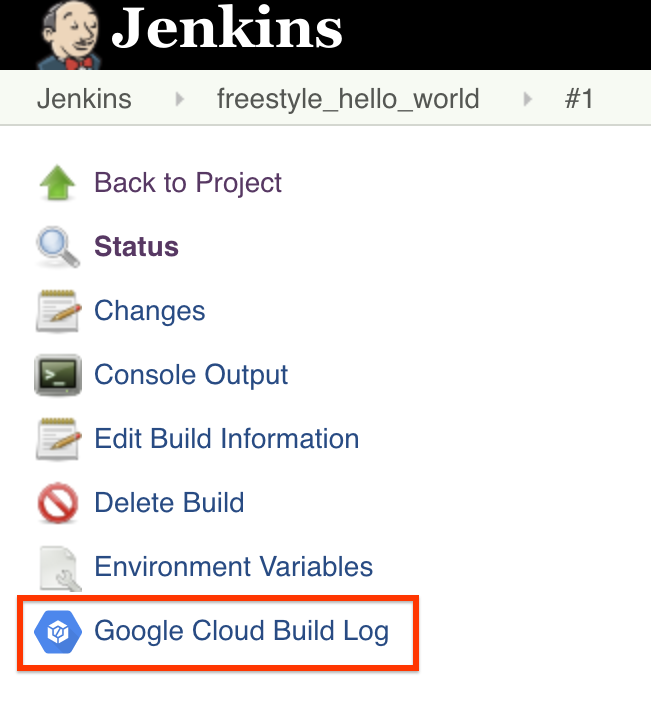 Jenkins
Jenkins freestyle_hello_world #1
Back to Project
Status
Changes
Console Output
Edit Build Information
Delete Build
Environment Variables
Google Cloud Build Log